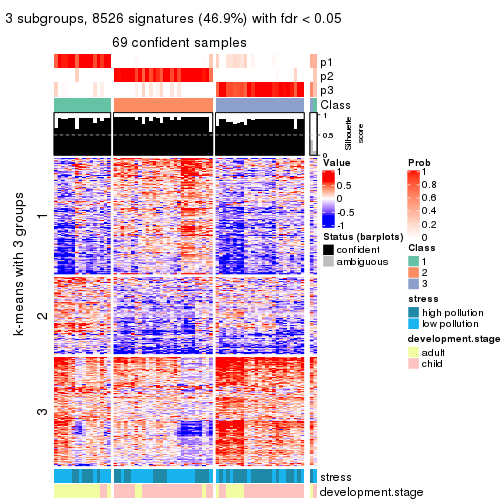 3 subgroups, 8526 signatures (46.9%) with fdr < 0.05
69 confident samples
p1
p2
p3
Class
1
0.5
0
Silhouette
score
k-means with 3 groups
1
2
3
stress
development.stage
Value
1
0.5
0
-0.5
-1
Status (barplots)
confident
ambiguous
Prob
1
0.8
0.6
0.4
0.2
0
Class
1
2
3
stress
high pollution
low pollution
development.stage
adult
child